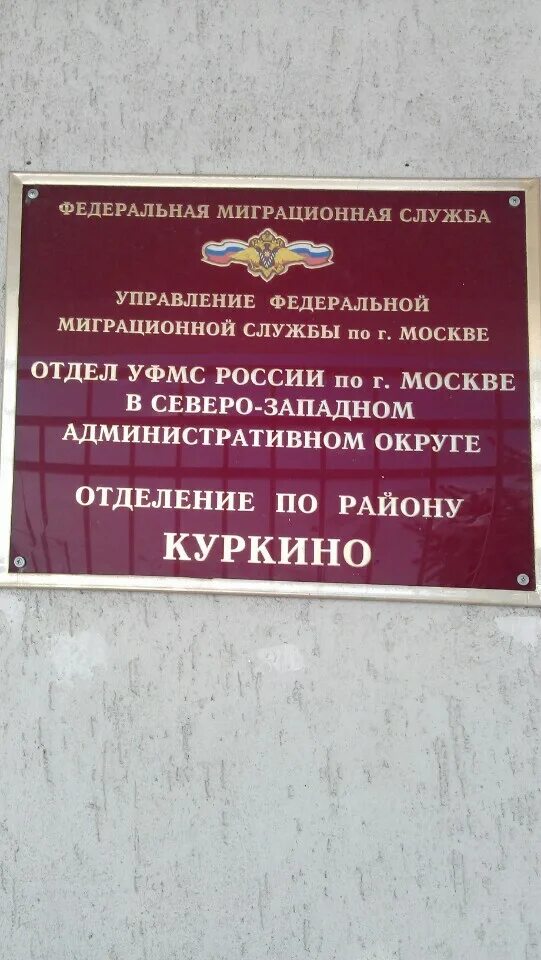 ФЕДЕРАЛЬНАЯ МИГРАЦИОННАЯ СЛУЖБА
УПРАВЛЕНИЕ ФЕДЕРАЛЬНОЙ
МИГРАЦИОННОЙ СЛУЖБЫ по г. МОСКВЕ
ОТДЕЛ УФМС РОССИИ по г. МОСКВЕ
В СЕВЕРО-ЗАПАДНОМ
АДМИНИСТРАТИВНОМ ОКРУГЕ
ОТДЕЛЕНИЕ ПО РАЙОНУ
КУРКИНО